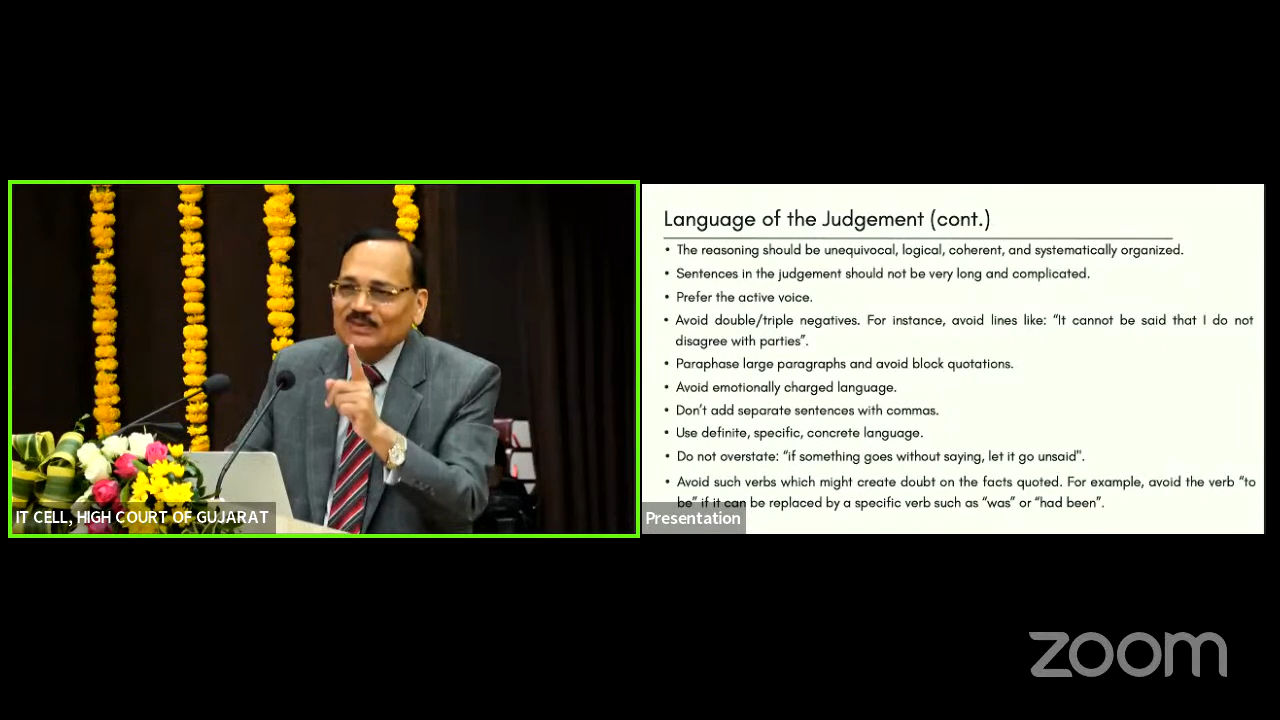 Language of the Judgement (cont.)
• The reasoning should be unequivocal, logical, coherent, and systematically organized.
• Sentences in the judgement should not be very long and complicated.
• Prefer the active voice.
• Avoid double/triple negatives. For instance, avoid lines like: “It cannot be said that I do not
disagree with parties”.
• Paraphase large paragraphs and avoid block quotations.
• Avoid emotionally charged language.
• Don’t add separate sentences with commas.
• Use definite, specific, concrete language.
• Do not overstate: “if something goes without saying, let it go unsaid".
• Avoid such verbs which might create doubt on the facts quoted. For example, avoid the verb “to
be” if it can be replaced by a specific verb such as “was” or “had been”.
IT CELL, HIGH COURT OF GUJARAT
Presentation
zoom